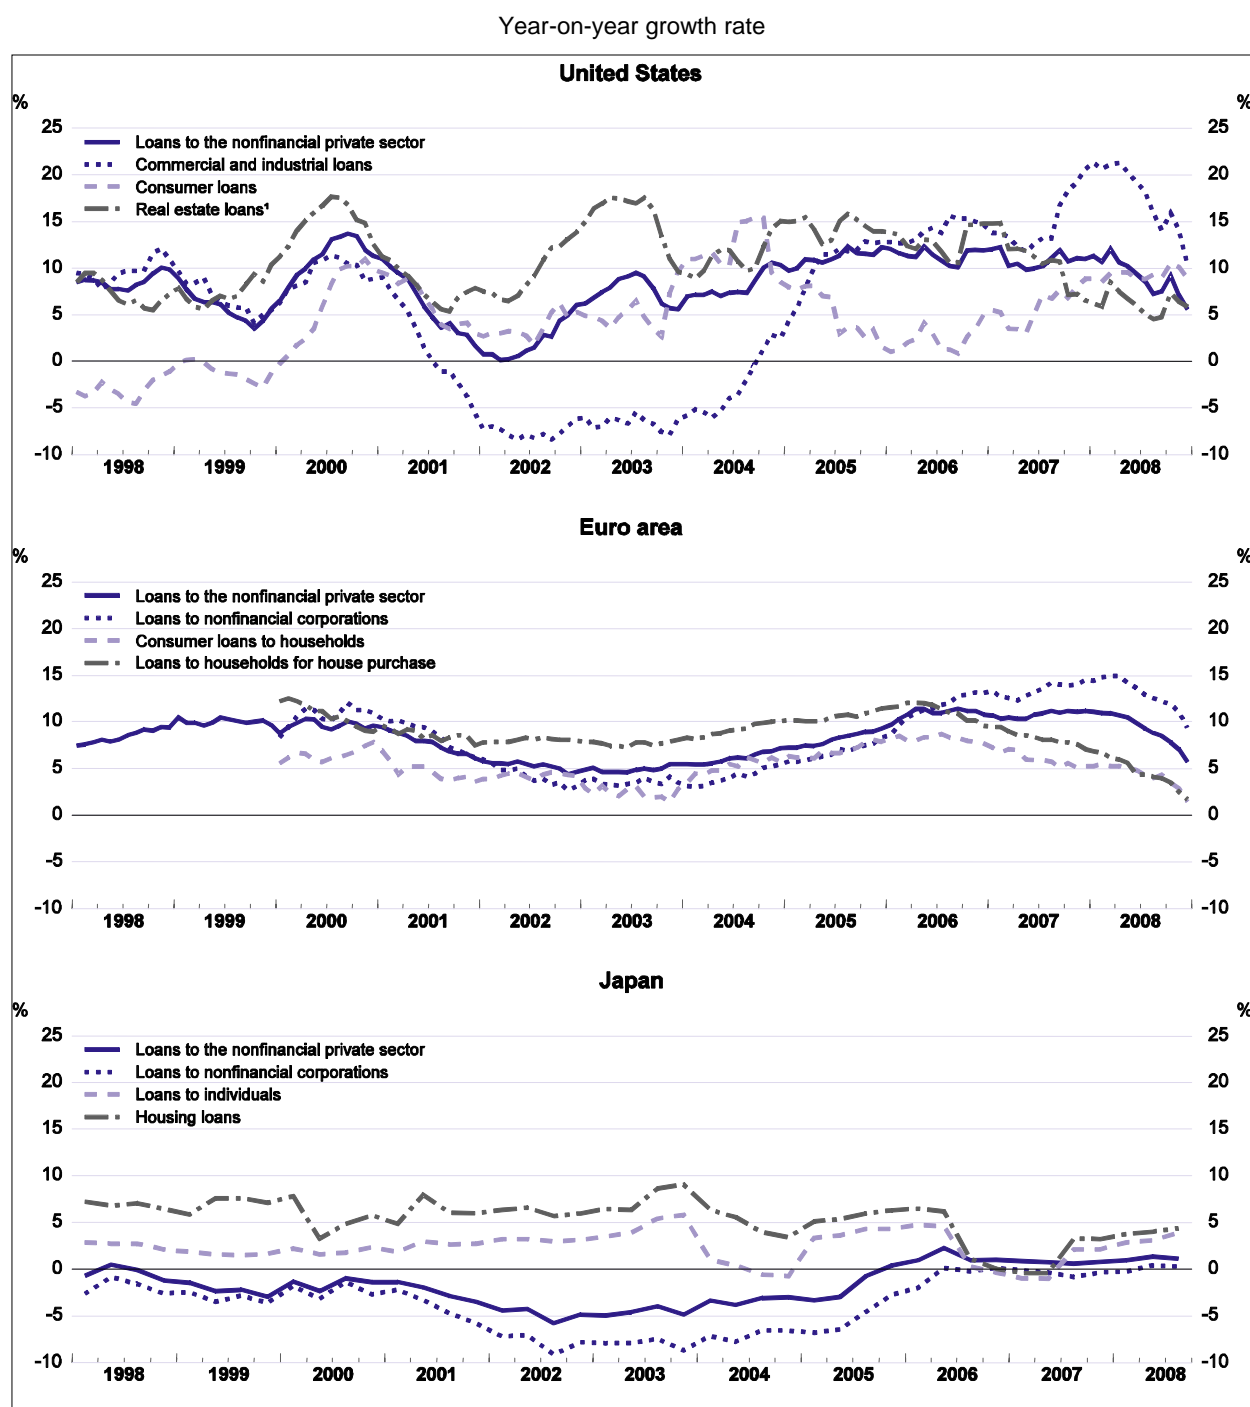 Year-on-year growth rate
United States
% %
25 25
Loans to the nonfinancial private sector
Commercial and industrial loans
20 20
Consumer loans
Real estate loans¹
15 15
10 10
5 5
0 0
-5 -5
-10 -10
1998 1999 2000 2001 2002 2003 2004 2005 2006 2007 2008
Euro area
% %
25 25
Loans to the nonfinancial private sector
Loans to nonfinancial corporations
20 20
Consumer loans to households
Loans to households for house purchase
15 15
10 10
5 5
0 0
-5 -5
-10 -10
1998 1999 2000 2001 2002 2003 2004 2005 2006 2007 2008
Japan
% %
25 25
Loans to the nonfinancial private sector
Loans to nonfinancial corporations
20 20
Loans to individuals
Housing loans
15 15
10 10
5 5
0 0
-5 -5
-10 -10
1998 1999 2000 2001 2002 2003 2004 2005 2006 2007 2008